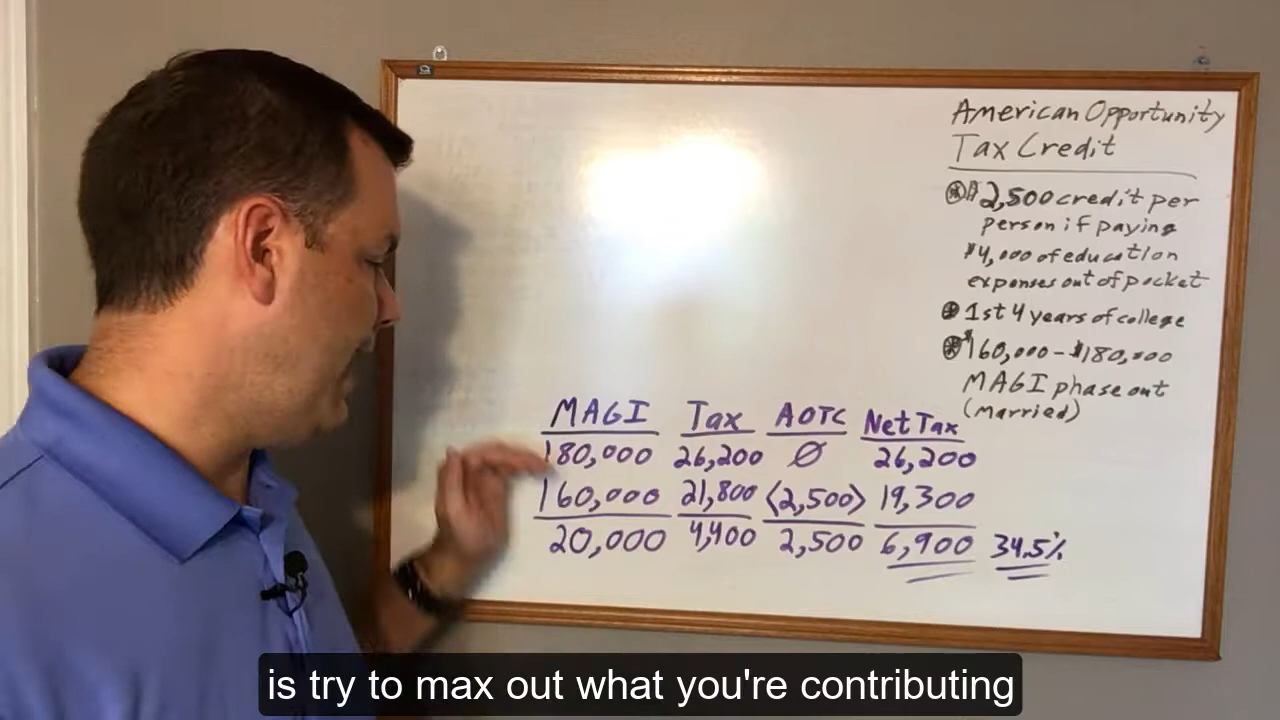 American Opportunity
Tax Credit
$2,500 credit per
person if paying
$4,000 of education
expenses out of pocket
1st 4 years of college
$160,000-$180,000
MAGI phase out
(married)
MAGI Tax AOTC Net Tax
180,000 26,200 Ø 26,200
160,000 21,800 <2,500> 19,300
20,000 4,400 2,500 6,900 34.5%
is try to max out what you're contributing